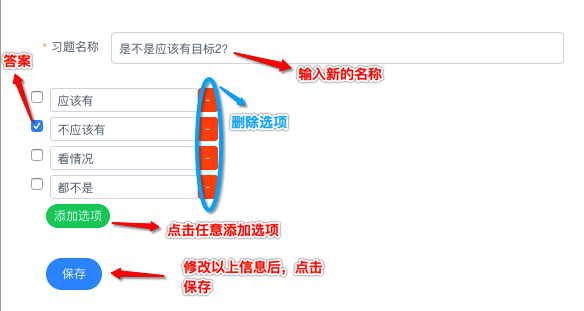 * 习题名称
是不是应该有目标2?
输入新的名称
答案
应该有
-
删除选项
不应该有
-
看情况
-
都不是
-
添加选项
点击任意添加选项
保存
修改以上信息后，点击
保存